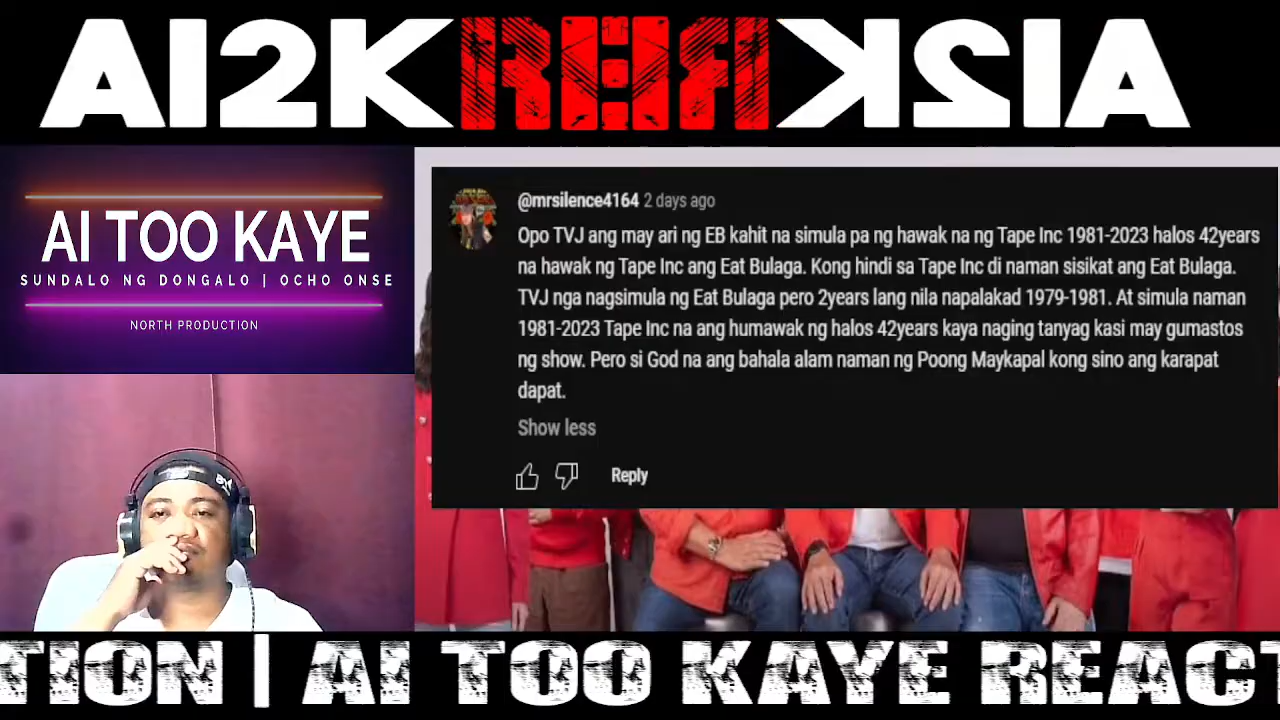 AI2KREAKSIA
AI TOO KAYE
SUNDALO NG DONGALO | OCHO ONSE
NORTH PRODUCTION
@mrsilence4164 2 days ago
Opo TVJ ang may ari ng EB kahit na simula pa ng hawak na ng Tape Inc 1981-2023 halos 42years
na hawak ng Tape Inc ang Eat Bulaga. Kong hindi sa Tape Inc di naman sisikat ang Eat Bulaga.
TVJ nga nagsimula ng Eat Bulaga pero 2years lang nila napalakad 1979-1981. At simula naman
1981-2023 Tape Inc na ang humawak ng halos 42years kaya naging tanyag kasi may gumastos
ng show. Pero si God na ang bahala alam naman ng Poong Maykapal kong sino ang karapat
dapat.
Show less
Reply
TION | AI TOO KAYE REACT